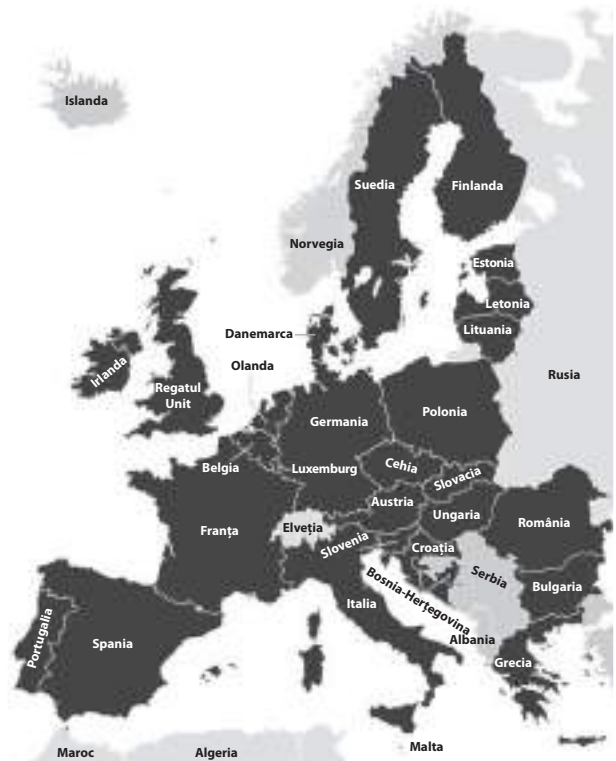 Islanda
Suedia
Finlanda
Norvegia
Estonia
Letonia
Danemarca
Lituania
Olanda
Irlanda
Regatul
Unit
Rusia
Germania
Polonia
Belgia
Luxemburg
Cehia
Slovacia
Austria
Ungaria
Franța
Elveția
România
Slovenia
Croația
Serbia
Bosnia-Herțegovina
Bulgaria
Italia
Portugalia
Spania
Albania
Grecia
Malta
Maroc
Algeria